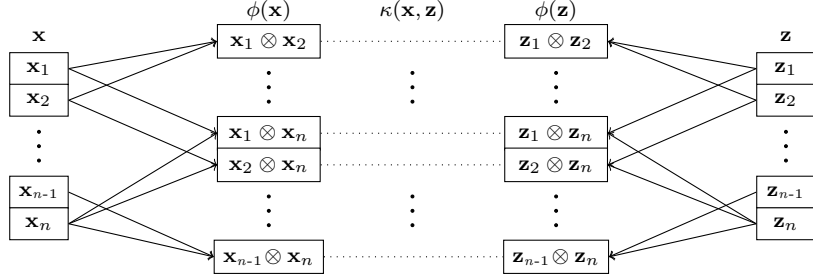 ϕ(x) κ(x, z) ϕ(z)
x z
x₁ ⊗ x₂ z₁ ⊗ z₂
x₁ z₁
x₂ z₂
x₁ ⊗ xₙ z₁ ⊗ zₙ
x₂ ⊗ xₙ z₂ ⊗ zₙ
xₙ₋₁ zₙ₋₁
xₙ zₙ
xₙ₋₁ ⊗ xₙ zₙ₋₁ ⊗ zₙ